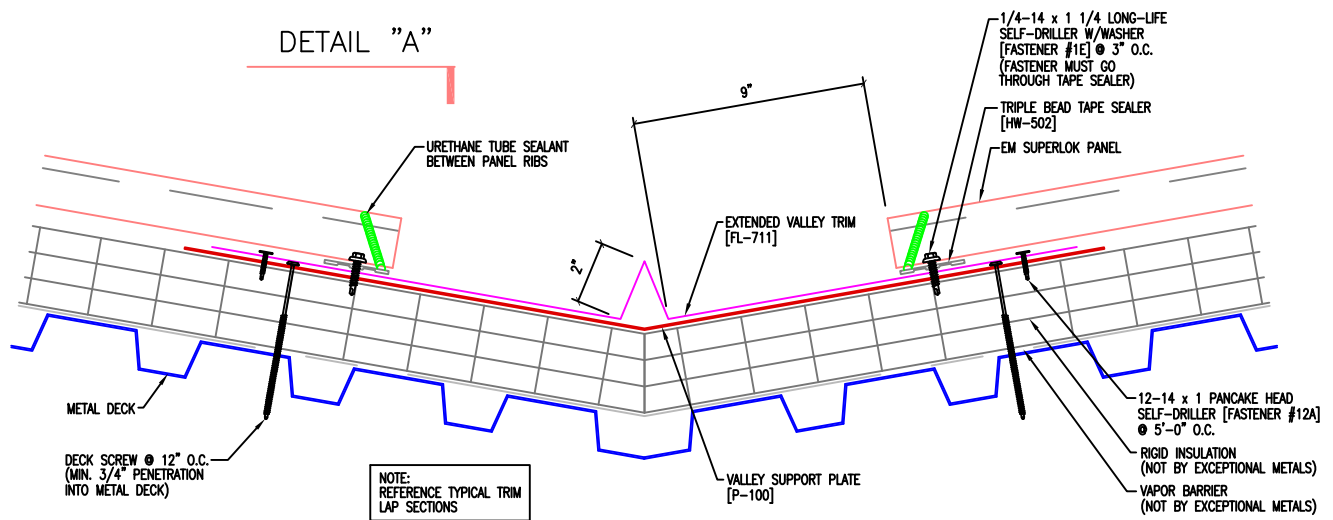 DETAIL "A"
1/4-14 x 1 1/4 LONG-LIFE
SELF-DRILLER W/WASHER
[FASTENER #1E] @ 3" O.C.
(FASTENER MUST GO
THROUGH TAPE SEALER)
9"
TRIPLE BEAD TAPE SEALER
[HW-502]
URETHANE TUBE SEALANT
BETWEEN PANEL RIBS
EM SUPERLOK PANEL
EXTENDED VALLEY TRIM
[FL-711]
2"
METAL DECK
12-14 x 1 PANCAKE HEAD
SELF-DRILLER [FASTENER #12A]
@ 5'-0" O.C.
DECK SCREW @ 12" O.C.
(MIN. 3/4" PENETRATION
INTO METAL DECK)
NOTE:
REFERENCE TYPICAL TRIM
LAP SECTIONS
VALLEY SUPPORT PLATE
[P-100]
RIGID INSULATION
(NOT BY EXCEPTIONAL METALS)
VAPOR BARRIER
(NOT BY EXCEPTIONAL METALS)